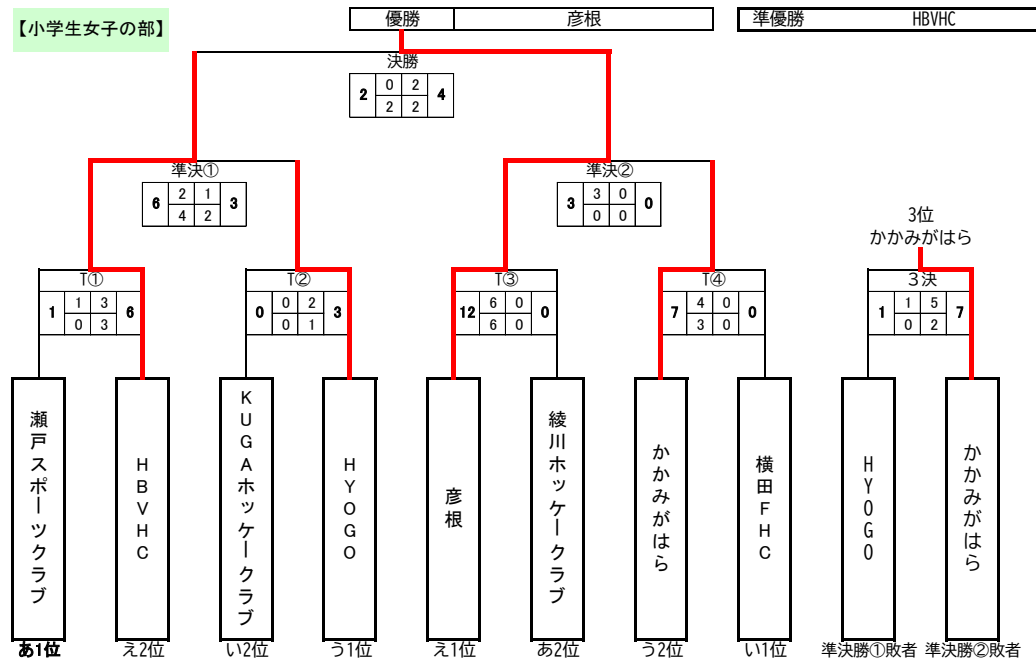 【小学生女子の部】
優勝 彦根
準優勝 HBVHC
決勝
2 0 2 4
2 2
準決①
6 2 1 3
4 2
準決②
3 3 0 0
0 0
3位
かかみがはら
T①
1 1 3 6
0 3
T②
0 0 2 3
0 1
T③
12 6 0 0
6 0
T④
7 4 0 0
3 0
3決
1 1 5 7
0 2
瀬戸スポーツクラブ
HBVHC
KUGAホッケークラブ
HYOGO
彦根
綾川ホッケークラブ
かかみがはら
横田FHC
HYOGO
かかみがはら
あ1位 え2位 い2位 う1位 え1位 あ2位 う2位 い1位 準決勝①敗者 準決勝②敗者